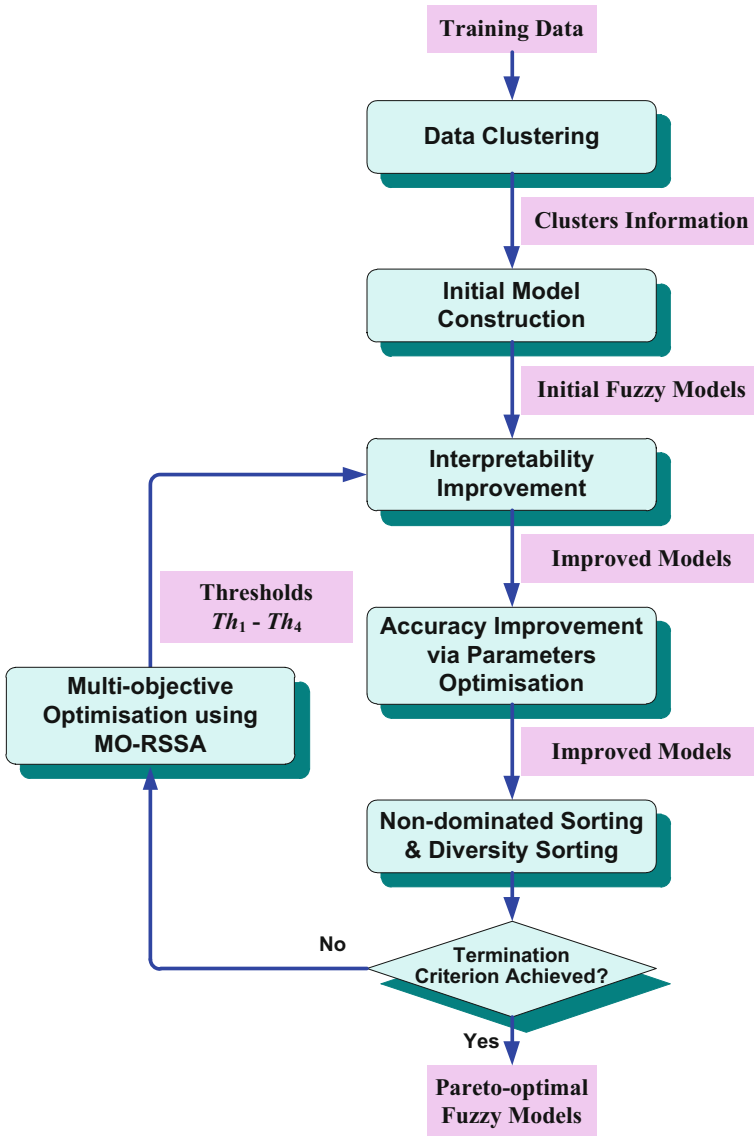 Training Data
Data Clustering
Clusters Information
Initial Model
Construction
Initial Fuzzy Models
Interpretability
Improvement
Improved Models
Thresholds
Th₁ - Th₄
Accuracy Improvement
via Parameters
Optimisation
Multi-objective
Optimisation using
MO-RSSA
Improved Models
Non-dominated Sorting
& Diversity Sorting
No
Termination
Criterion Achieved?
Yes
Pareto-optimal
Fuzzy Models